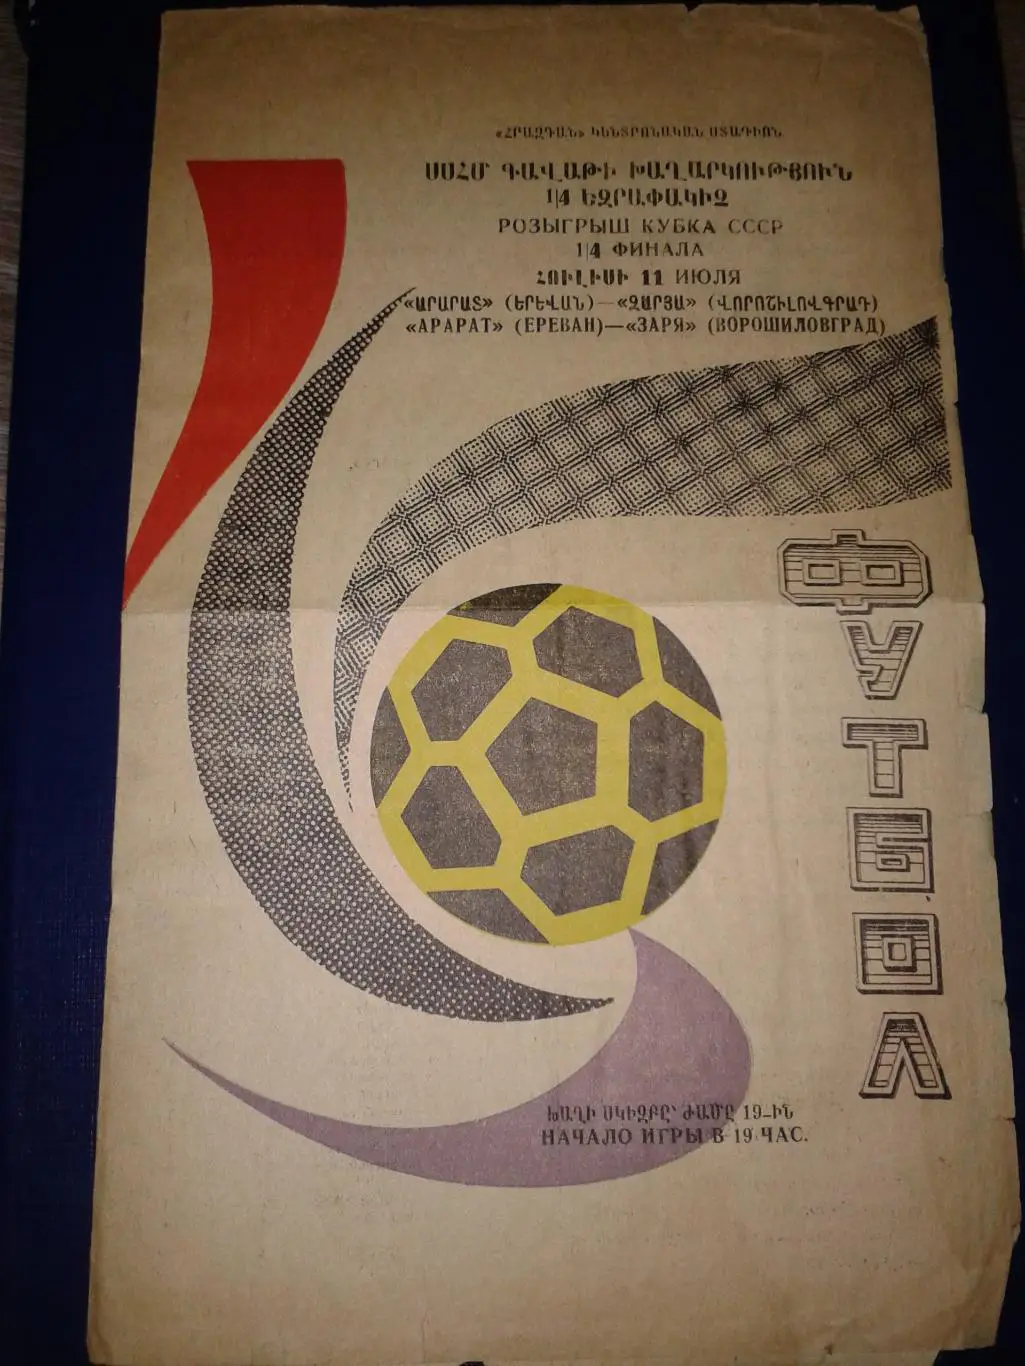 «ՀՐԱԶԴԱՆ» ԿԵՆՏՐՈՆԱԿԱՆ ՍՏԱԴԻՈՆ
ՍՍՀՄ ԳԱՎԱԹԻ ԽԱՂԱՐԿՈՒԹՅՈՒՆ
1/4 ԵԶՐԱՓԱԿԻՉ
РОЗЫГРЫШ КУБКА СССР
1/4 ФИНАЛА
ՀՈՒԼԻՍԻ 11 ИЮЛЯ
«ԱՐԱՐԱՏ» (ԵՐԵՎԱՆ)—«ԶԱՐՅԱ» (ՎՈՐՈՇԻԼՈՎԳՐԱԴ)
«АРАРАТ» (ЕРЕВАН)—«ЗАРЯ» (ВОРОШИЛОВГРАД)
ФУТБОЛ
ԽԱՂԻ ՍԿԻԶԲԸ՝ ԺԱՄԸ 19-ԻՆ
НАЧАЛО ИГРЫ В 19 ЧАС.